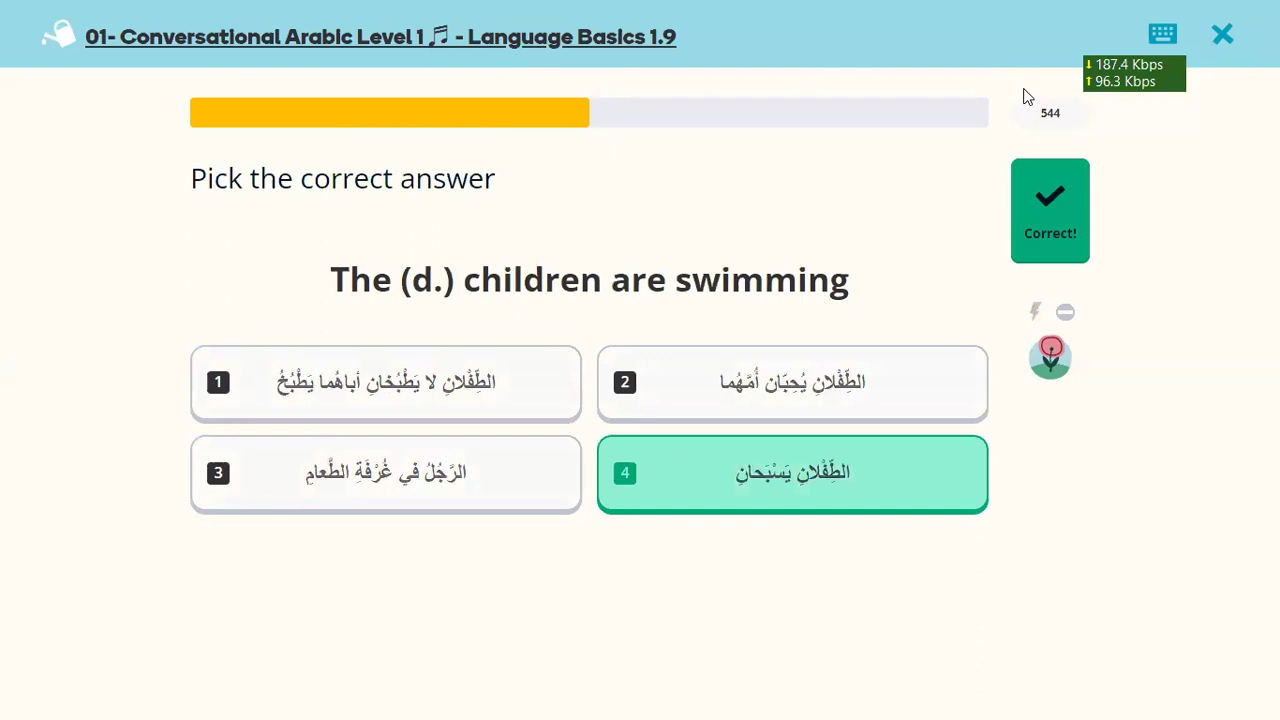 01- Conversational Arabic Level 1 🎵 - Language Basics 1.9
↓ 187.4 Kbps
↑ 96.3 Kbps
544
Pick the correct answer
Correct!
The (d.) children are swimming
1 الطِّفْلانِ لا يَطْبُخانِ أباهُما يَطْبُخُ
2 الطِّفْلانِ يُحِبّان أُمَّهُما
3 الرَّجُلُ في غُرْفَةِ الطَّعامِ
4 الطِّفْلانِ يَسْبَحانِ